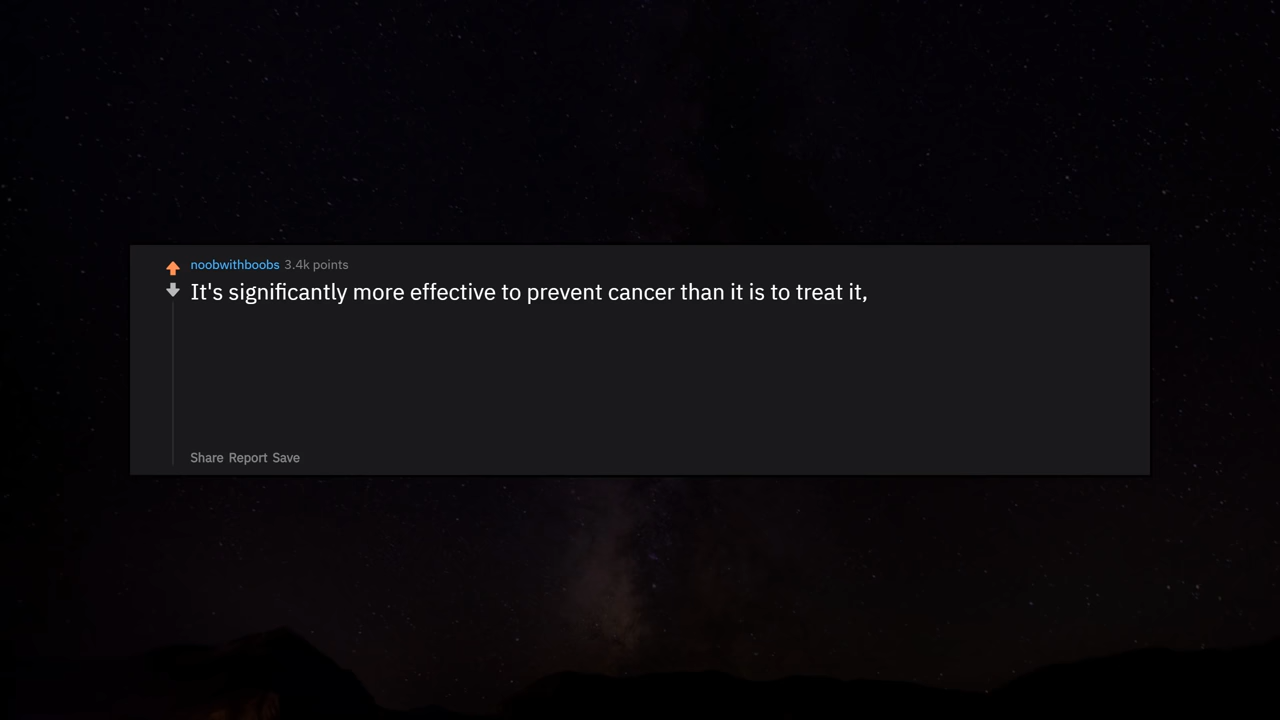 noobwithboobs 3.4k points
It's significantly more effective to prevent cancer than it is to treat it,
Share Report Save